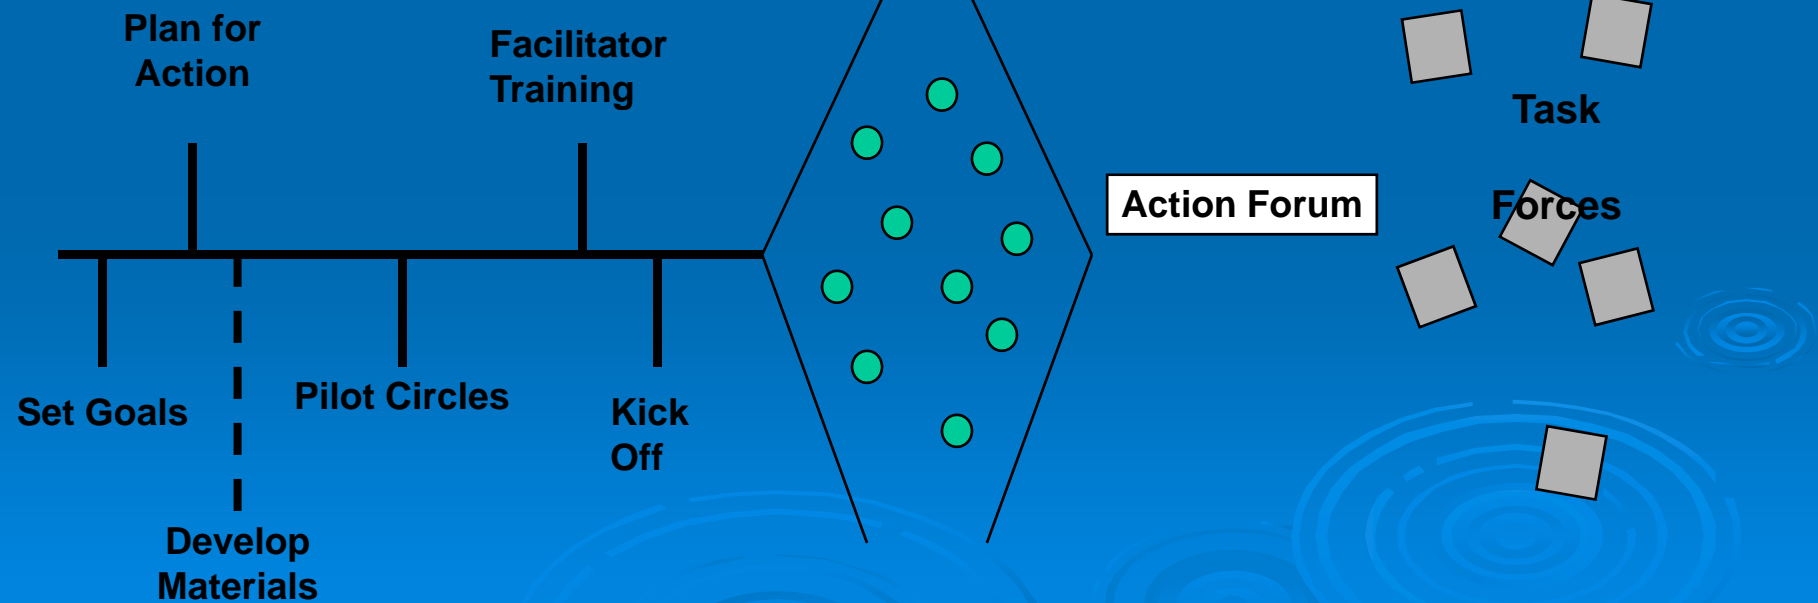 Plan for
Action
Facilitator
Training
Task
Forces
Action Forum
Set Goals
Pilot Circles
Kick
Off
Develop
Materials